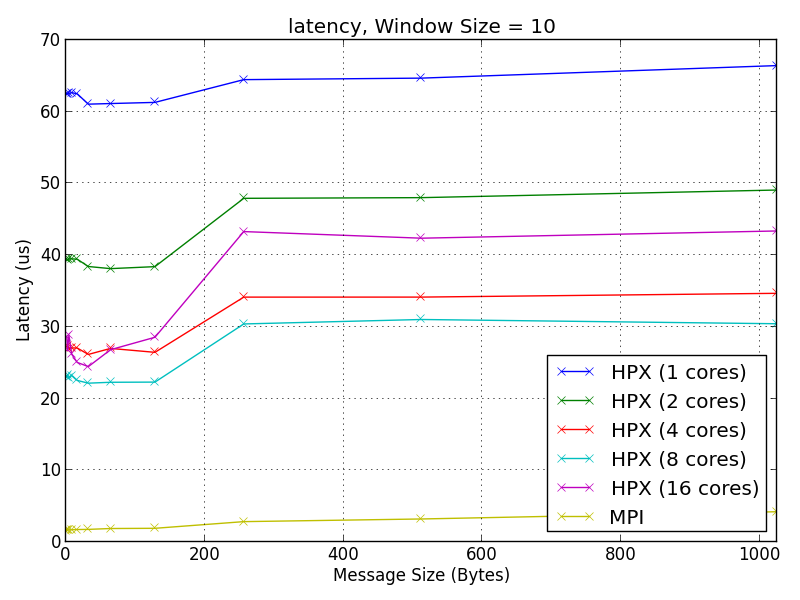 latency, Window Size = 10
70
60
50
40
30
20
10
0
Latency (us)
HPX (1 cores)
HPX (2 cores)
HPX (4 cores)
HPX (8 cores)
HPX (16 cores)
MPI
0 200 400 600 800 1000
Message Size (Bytes)